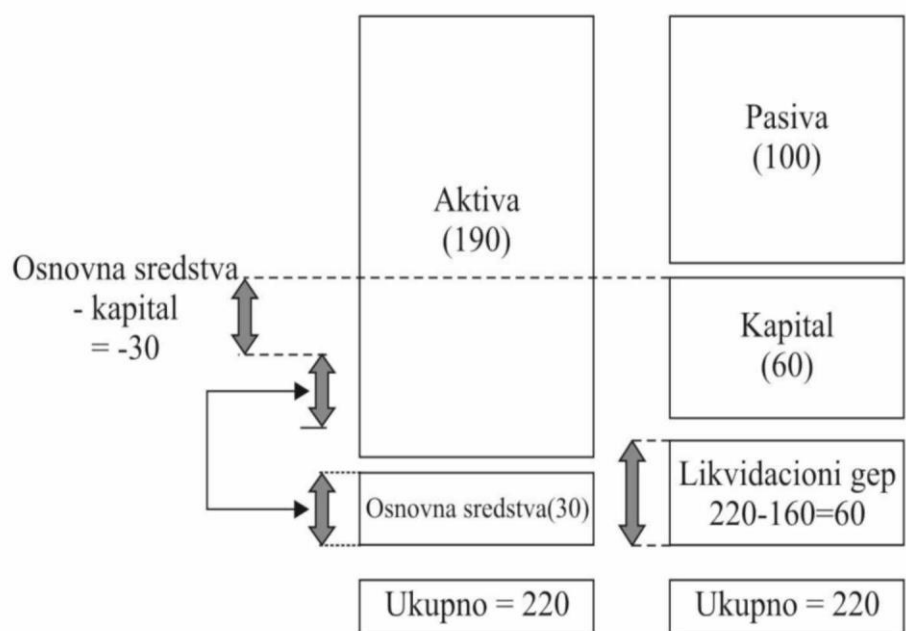 Aktiva
(190)
Pasiva
(100)
Osnovna sredstva
- kapital
= -30
Kapital
(60)
Likvidacioni gep
220-160=60
Osnovna sredstva(30)
Ukupno = 220
Ukupno = 220